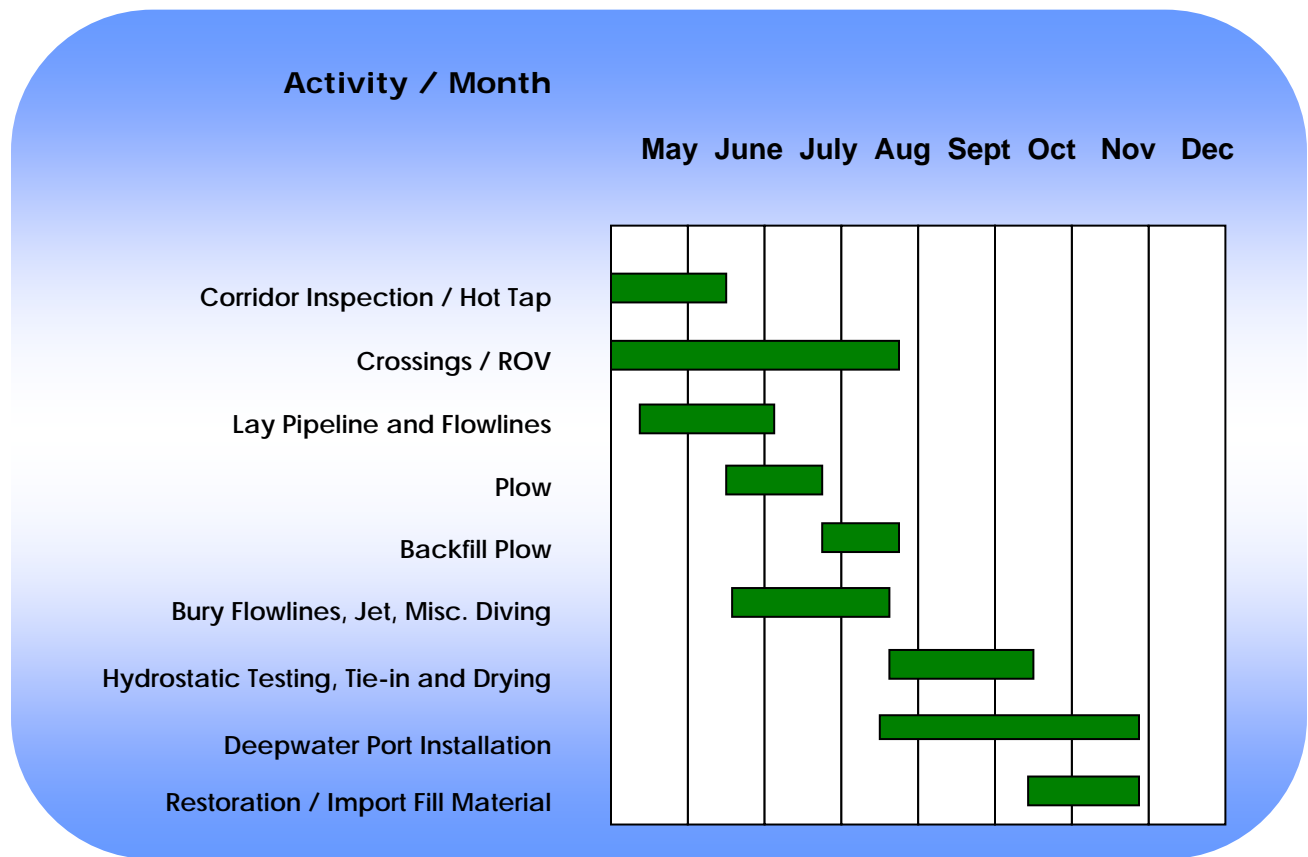 Activity / Month
May June July Aug Sept Oct Nov Dec
Corridor Inspection / Hot Tap
Crossings / ROV
Lay Pipeline and Flowlines
Plow
Backfill Plow
Bury Flowlines, Jet, Misc. Diving
Hydrostatic Testing, Tie-in and Drying
Deepwater Port Installation
Restoration / Import Fill Material